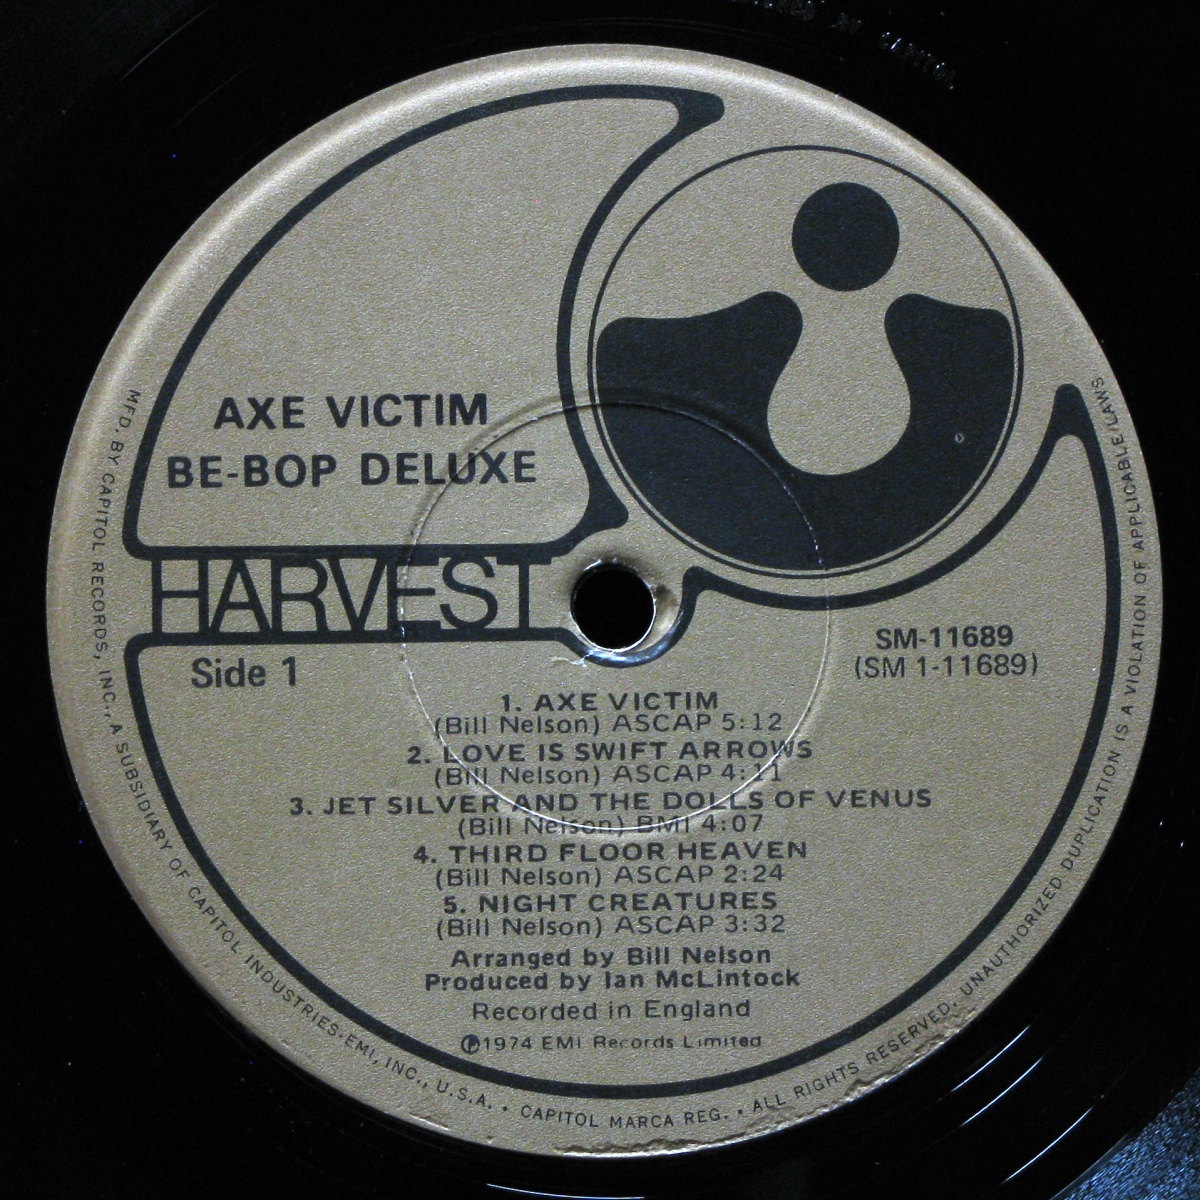 AXE VICTIM
BE-BOP DELUXE
HARVEST
Side 1
SM-11689
(SM 1-11689)
1. AXE VICTIM
(Bill Nelson) ASCAP 5:12
2. LOVE IS SWIFT ARROWS
(Bill Nelson) ASCAP 4:11
3. JET SILVER AND THE DOLLS OF VENUS
(Bill Nelson) BMI 4:07
4. THIRD FLOOR HEAVEN
(Bill Nelson) ASCAP 2:24
5. NIGHT CREATURES
(Bill Nelson) ASCAP 3:32
Arranged by Bill Nelson
Produced by Ian McLintock
Recorded in England
Ⓟ1974 EMI Records Limited
MFD. BY CAPITOL RECORDS, INC., A SUBSIDIARY OF CAPITOL INDUSTRIES-EMI, INC., U.S.A. • CAPITOL MARCA REG. • ALL RIGHTS RESERVED. UNAUTHORIZED DUPLICATION IS A VIOLATION OF APPLICABLE LAWS
BY CAPITOL